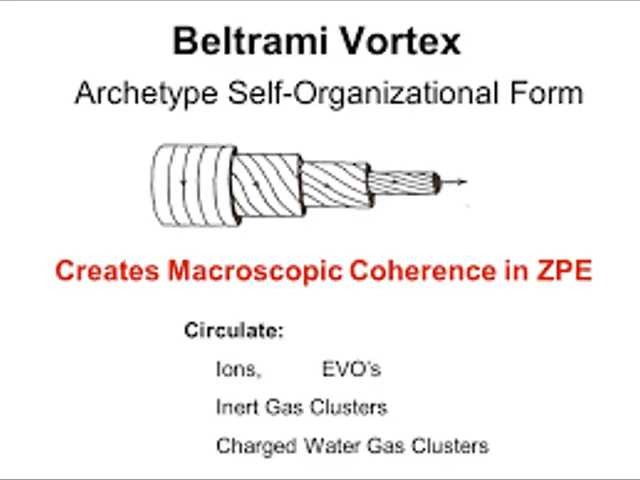 Beltrami Vortex
Archetype Self-Organizational Form
Creates Macroscopic Coherence in ZPE
Circulate:
Ions, EVO's
Inert Gas Clusters
Charged Water Gas Clusters